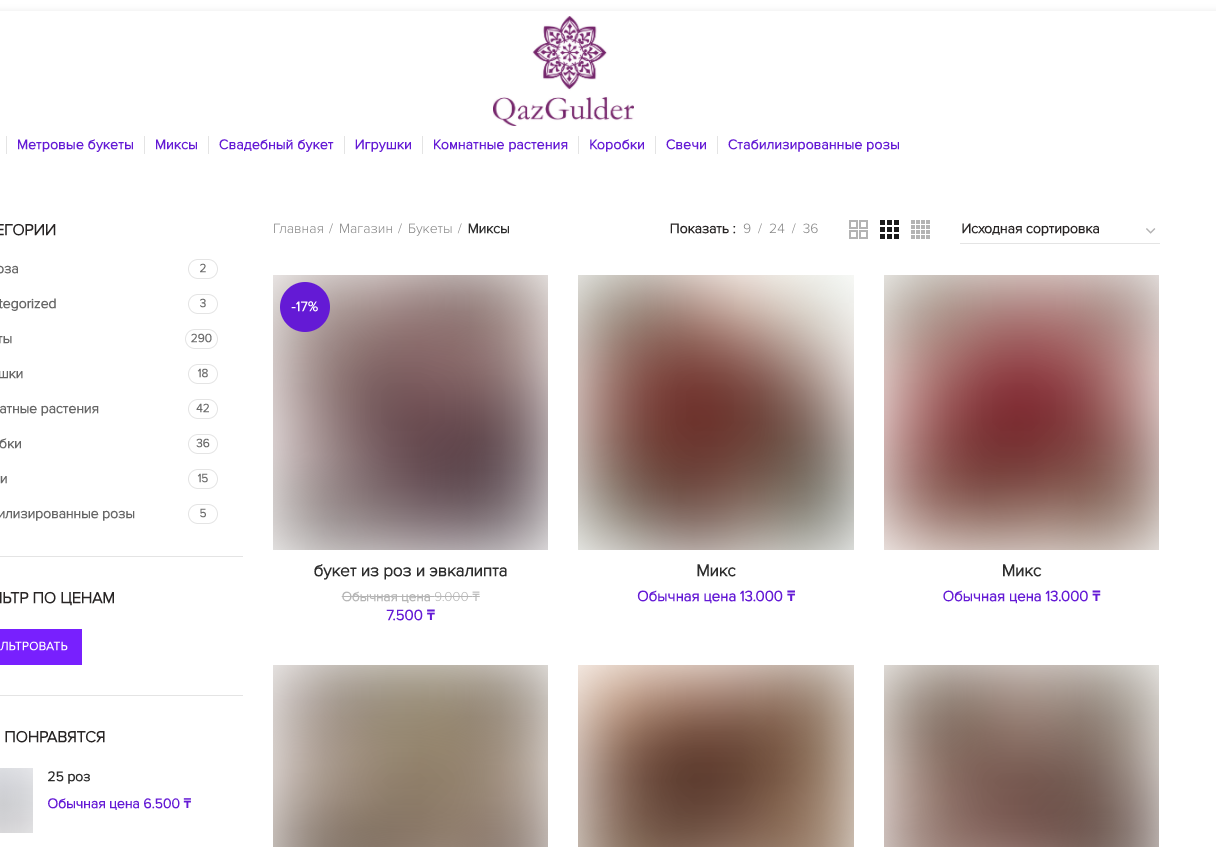 QazGulder
Метровые букеты Миксы Свадебный букет Игрушки Комнатные растения Коробки Свечи Стабилизированные розы
ЕГОРИИ
оза 2
tegorized 3
ты 290
шки 18
атные растения 42
бки 36
и 15
илизированные розы 5
ЛЬТР ПО ЦЕНАМ
ЛЬТРОВАТЬ
ПОНРАВЯТСЯ
25 роз
Обычная цена 6.500 ₸
Главная / Магазин / Букеты / Миксы
Показать : 9 / 24 / 36
Исходная сортировка
-17%
букет из роз и эвкалипта
Обычная цена 9.000 ₸
7.500 ₸
Микс
Обычная цена 13.000 ₸
Микс
Обычная цена 13.000 ₸